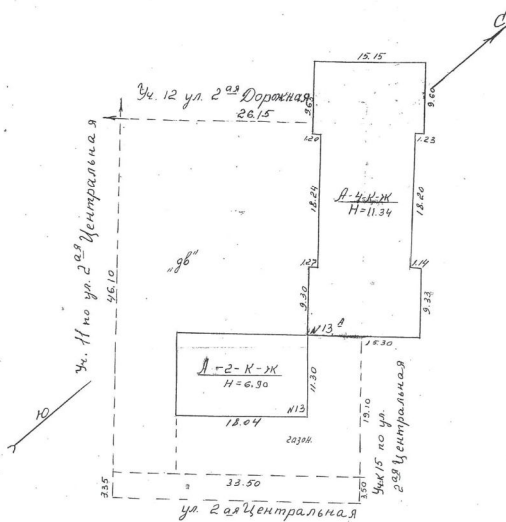 С
15.15
Уч. 12 ул. 2ая Дорожная
26.15
9.60
9.60
1.20
1.23
18.24
18.20
А-4-К-Ж
Н=11.34
„дв"
Уч. 11 по ул. 2ая Центральная
46.10
1.27
1.14
9.30
9.33
N13
15.30
А-2-К-Ж
Н=6.90
11.30
N13
18.04
газон.
19.10
Уч. 15 по ул.
2ая Центральная
Ю
33.50
3.35
3.50
ул. 2ая Центральная